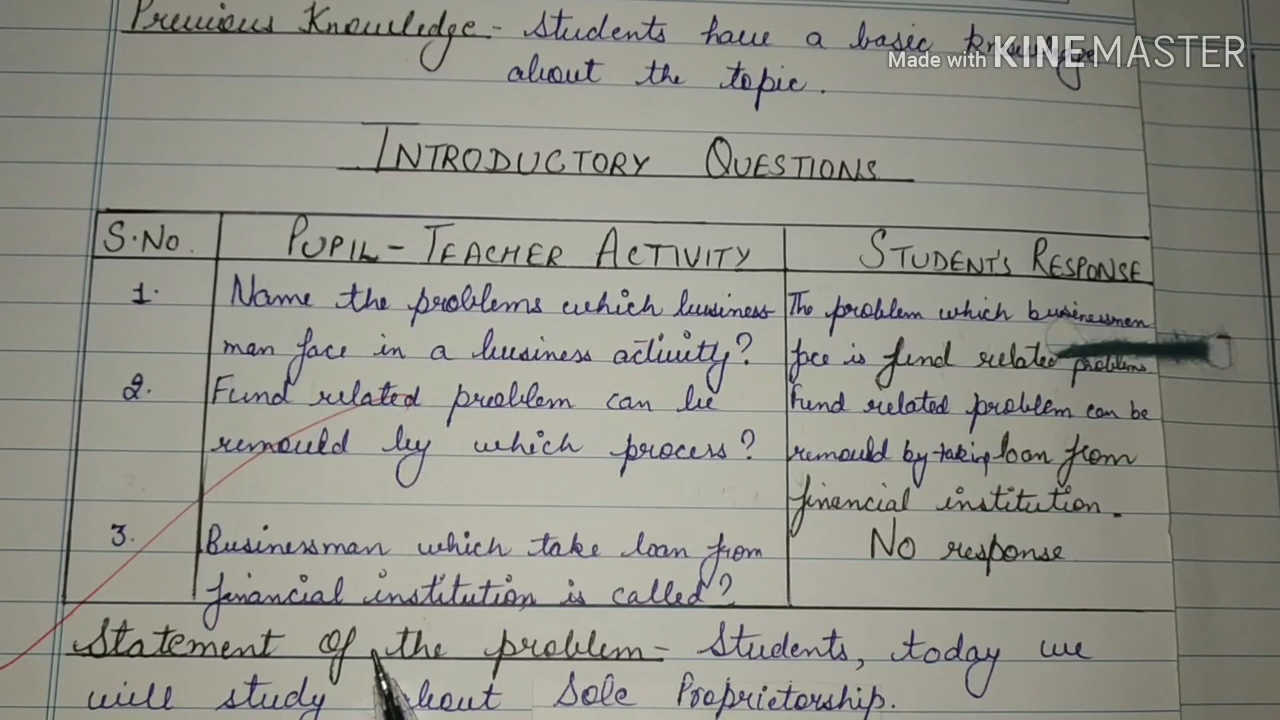 Previous Knowledge - Students have a basic knowledge
Made with KINEMASTER
about the topic.
INTRODUCTORY QUESTIONS
S.No. PUPIL-TEACHER ACTIVITY STUDENT'S RESPONSE
1. Name the problems which business The problem which businessmen
man face in a business activity? face is fund related problems
2. Fund related problem can be Fund related problem can be
removed by which process? removed by taking loan from
financial institution.
3. Businessman which take loan from No response
financial institution is called?
Statement of the problem - Students, today we
will study about Sole Proprietorship.